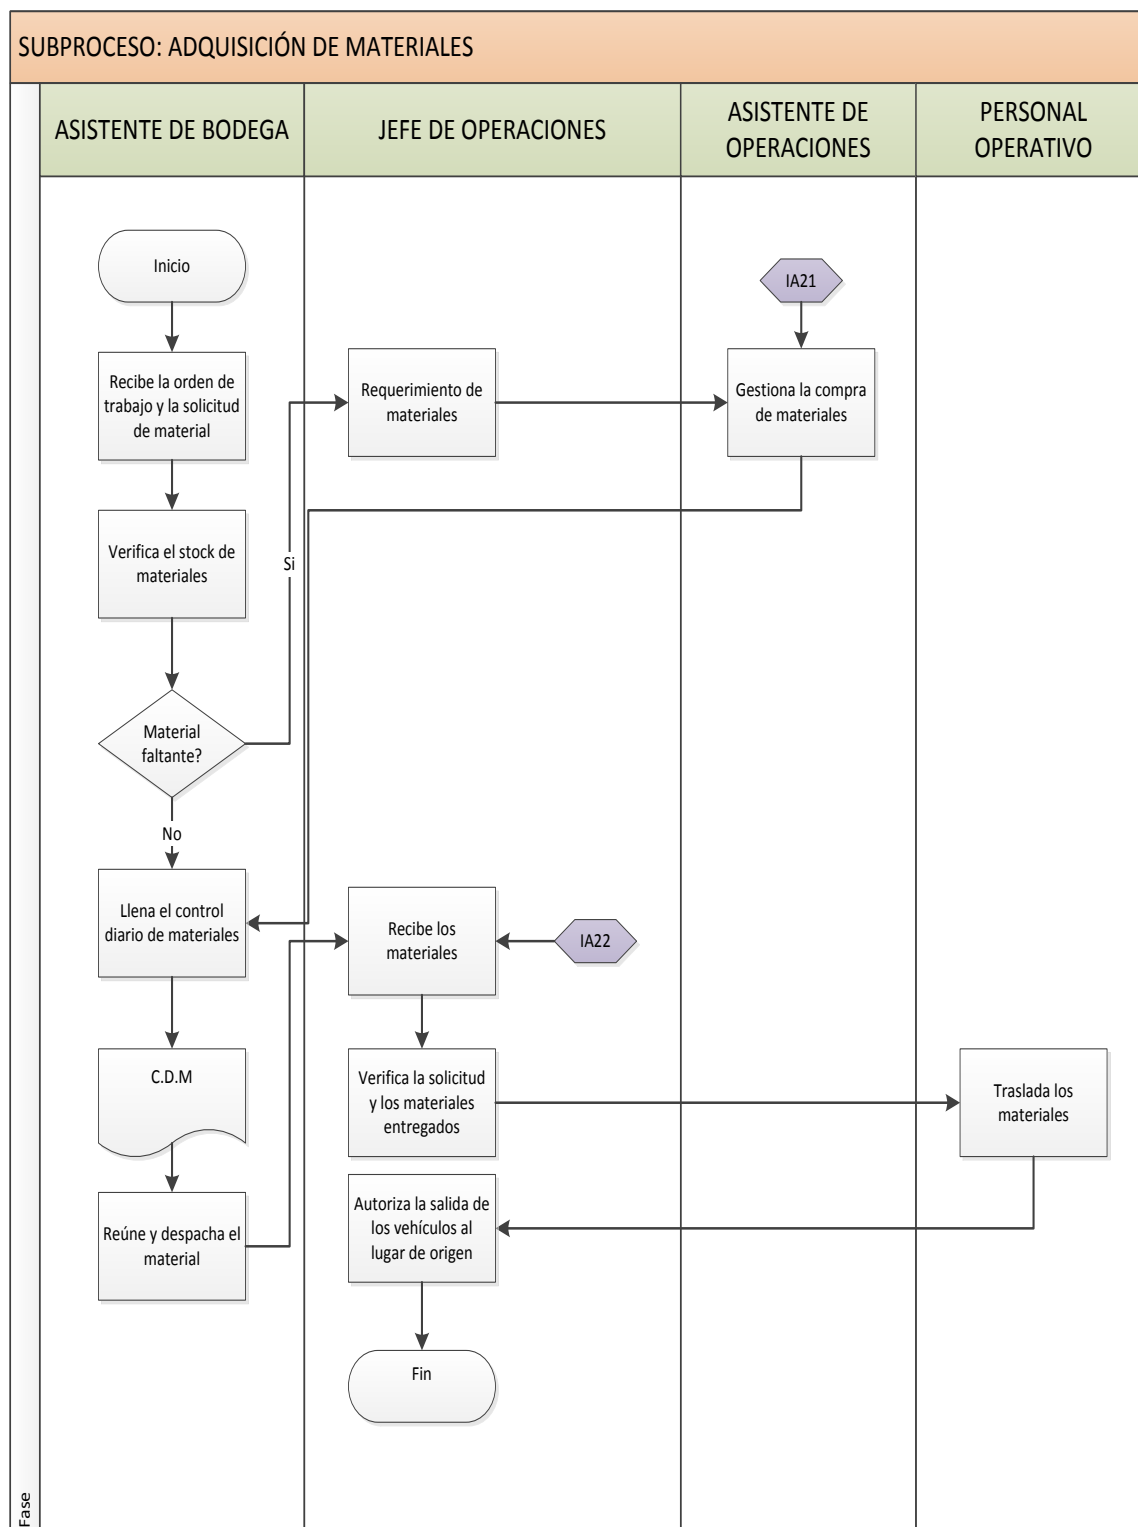 SUBPROCESO: ADQUISICIÓN DE MATERIALES
ASISTENTE DE BODEGA
JEFE DE OPERACIONES
ASISTENTE DE
OPERACIONES
PERSONAL
OPERATIVO
Inicio
IA21
Recibe la orden de
trabajo y la solicitud
de material
Requerimiento de
materiales
Gestiona la compra
de materiales
Verifica el stock de
materiales
Si
Material
faltante?
No
Llena el control
diario de materiales
Recibe los
materiales
IA22
C.D.M
Verifica la solicitud
y los materiales
entregados
Traslada los
materiales
Reúne y despacha el
material
Autoriza la salida de
los vehículos al
lugar de origen
Fin
Fase